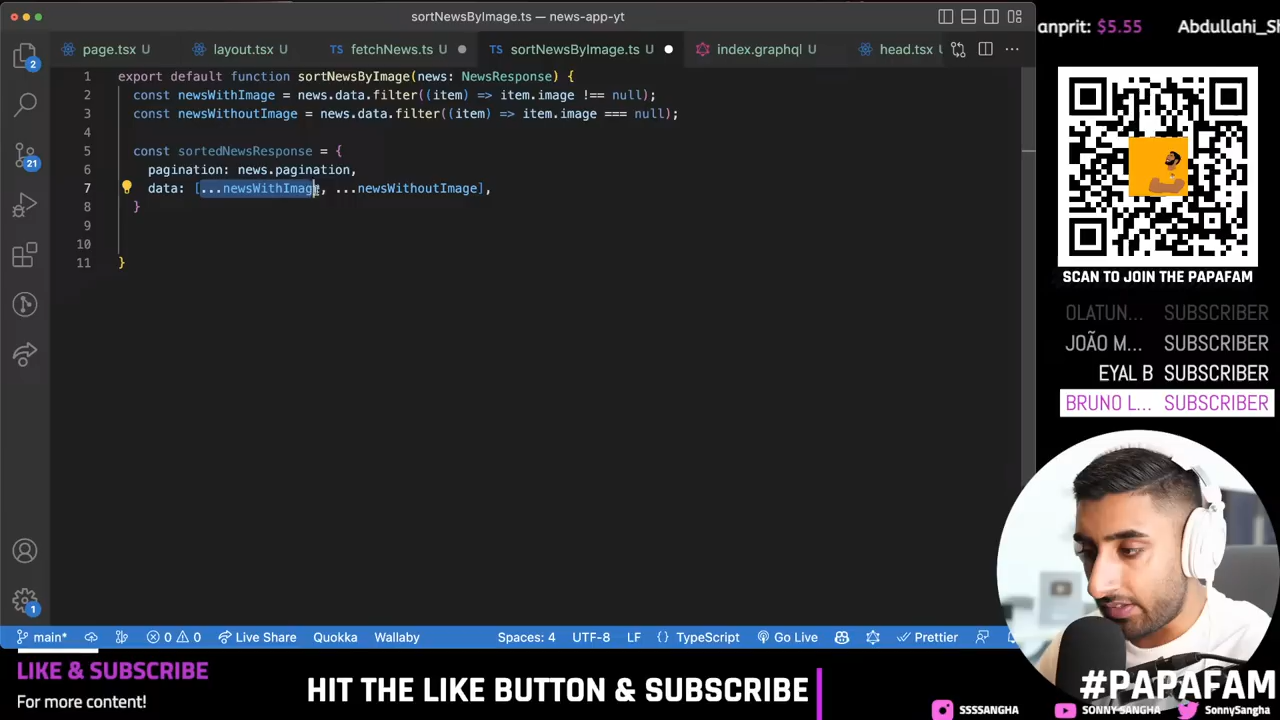 sortNewsByImage.ts — news-app-yt
page.tsx U
layout.tsx U
fetchNews.ts
sortNewsByImage.ts U
index.graphql U
head.tsx U
1 export default function sortNewsByImage(news: NewsResponse) {
2 const newsWithImage = news.data.filter((item) => item.image !== null);
3 const newsWithoutImage = news.data.filter((item) => item.image === null);
4
5 const sortedNewsResponse = {
6 pagination: news.pagination,
7 data: [...newsWithImage, ...newsWithoutImage],
8 }
9
10
11 }
2
21
1
main* 0 0 Live Share Quokka Wallaby Spaces: 4 UTF-8 LF {} TypeScript Go Live Prettier
anprit: $5.55 Abdullahi_Sh
SCAN TO JOIN THE PAPAFAM
OLATUN... SUBSCRIBER
JOÃO M... SUBSCRIBER
EYAL B SUBSCRIBER
BRUNO L... SUBSCRIBER
LIKE & SUBSCRIBE
For more content!
HIT THE LIKE BUTTON & SUBSCRIBE
#PAPAFAM
SSSSANGHA SONNY SANGHA SonnySangha